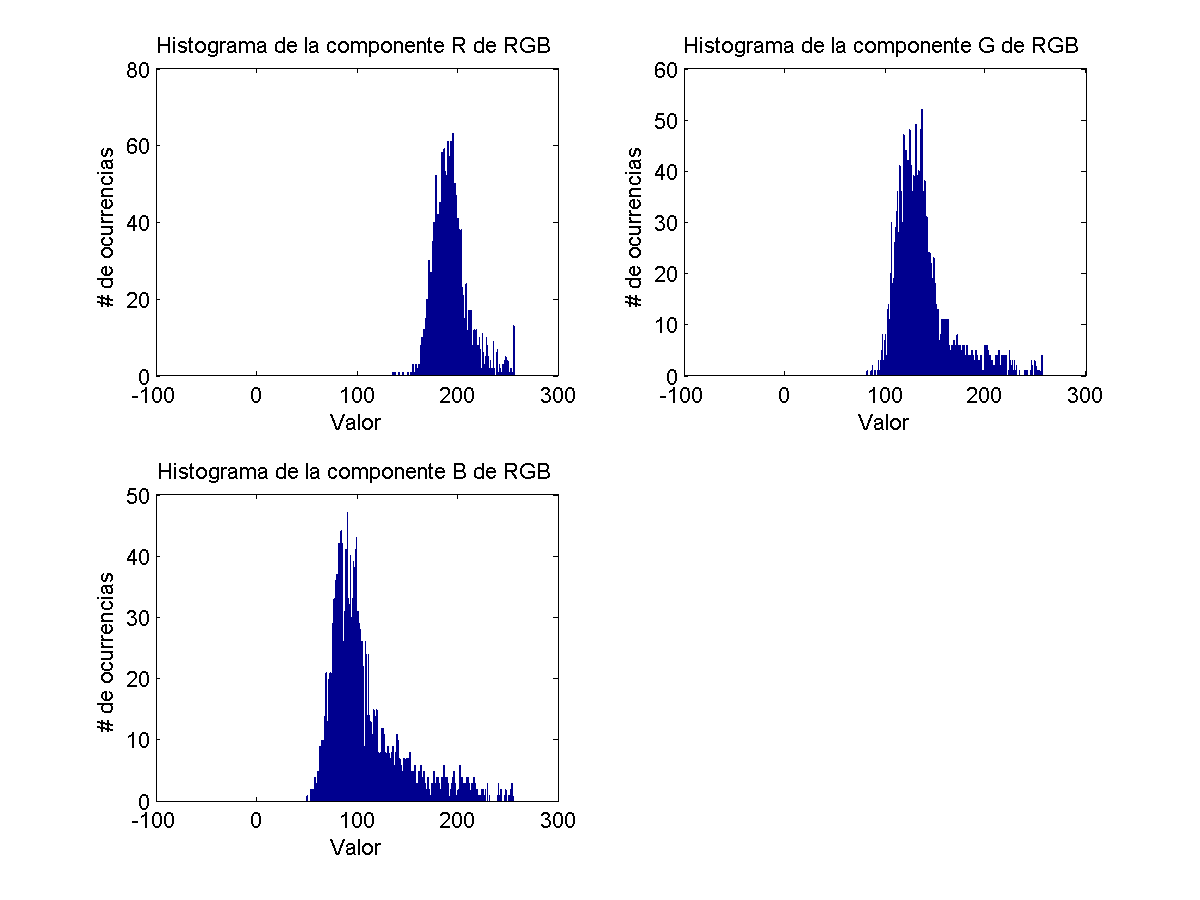 Histograma de la componente R de RGB
80
60
40
20
0
# de ocurrencias
-100 0 100 200 300
Valor
Histograma de la componente G de RGB
60
50
40
30
20
10
0
# de ocurrencias
-100 0 100 200 300
Valor
Histograma de la componente B de RGB
50
40
30
20
10
0
# de ocurrencias
-100 0 100 200 300
Valor